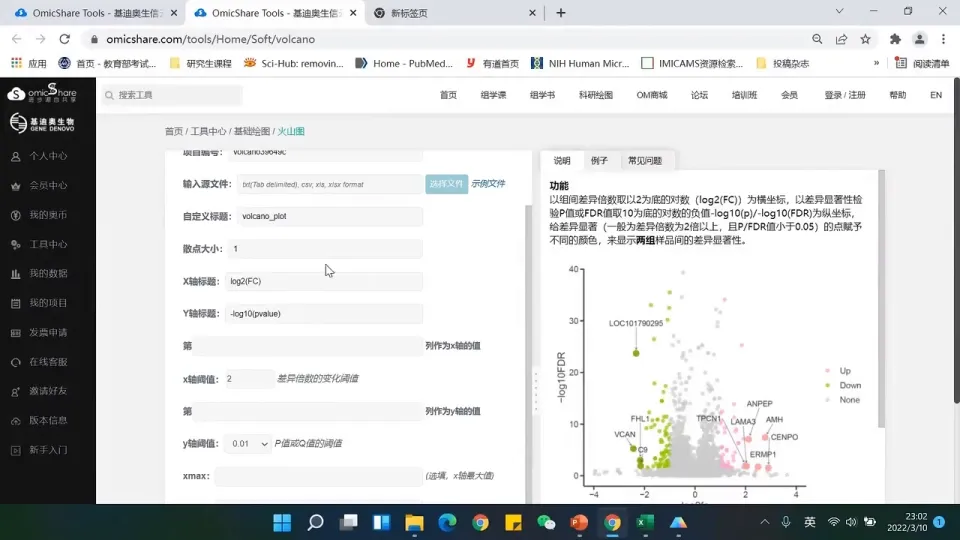 OmicShare Tools - 基迪奥生信云
OmicShare Tools - 基迪奥生信云
新标签页
omicshare.com/tools/Home/Soft/volcano
应用
首页 - 教育部考试...
研究生课程
Sci-Hub: removin...
Home - PubMed...
有道首页
NIH Human Micr...
IMICAMS资源检索...
投稿杂志
»
阅读清单
OmicShare
基迪奥生物
GENE DENOVO
搜索工具
首页
组学课
组学书
科研绘图
OM商城
论坛
培训班
会员
登录 / 注册
帮助
EN
个人中心
会员中心
我的奥币
工具中心
我的数据
我的项目
发票申请
在线客服
邀请好友
版本信息
新手入门
首页 / 工具中心 / 基础绘图 / 火山图
项目编号: volcano39649c
输入源文件: txt(Tab delimited), csv, xls, xlsx format 选择文件 示例文件
自定义标题: volcano_plot
散点大小: 1
X轴标题: log2(FC)
Y轴标题: -log10(pvalue)
第 列作为x轴的值
x轴阈值: 2 差异倍数的变化阈值
第 列作为y轴的值
y轴阈值: 0.01 P值或Q值的阈值
xmax: (选填，x轴最大值)
说明
例子
常见问题
功能
以组间差异倍数取以2为底的对数（log2(FC)）为横坐标，以差异显著性检
验P值或FDR值取10为底的对数的负值-log10(p)/-log10(FDR)为纵坐标，
给差异显著（一般为差异倍数为2倍以上，且P/FDR值小于0.05）的点赋予
不同的颜色，来显示两组样品间的差异显著性。
40
30
20
10
0
−log10FDR
−4
−2
0
2
4
LOC101790295
FHL1
VCAN
C9
TPCN1
ANPEP
LAMA3
AMH
CENPO
ERMP1
Up
Down
None
英
23:02
2022/3/10
1